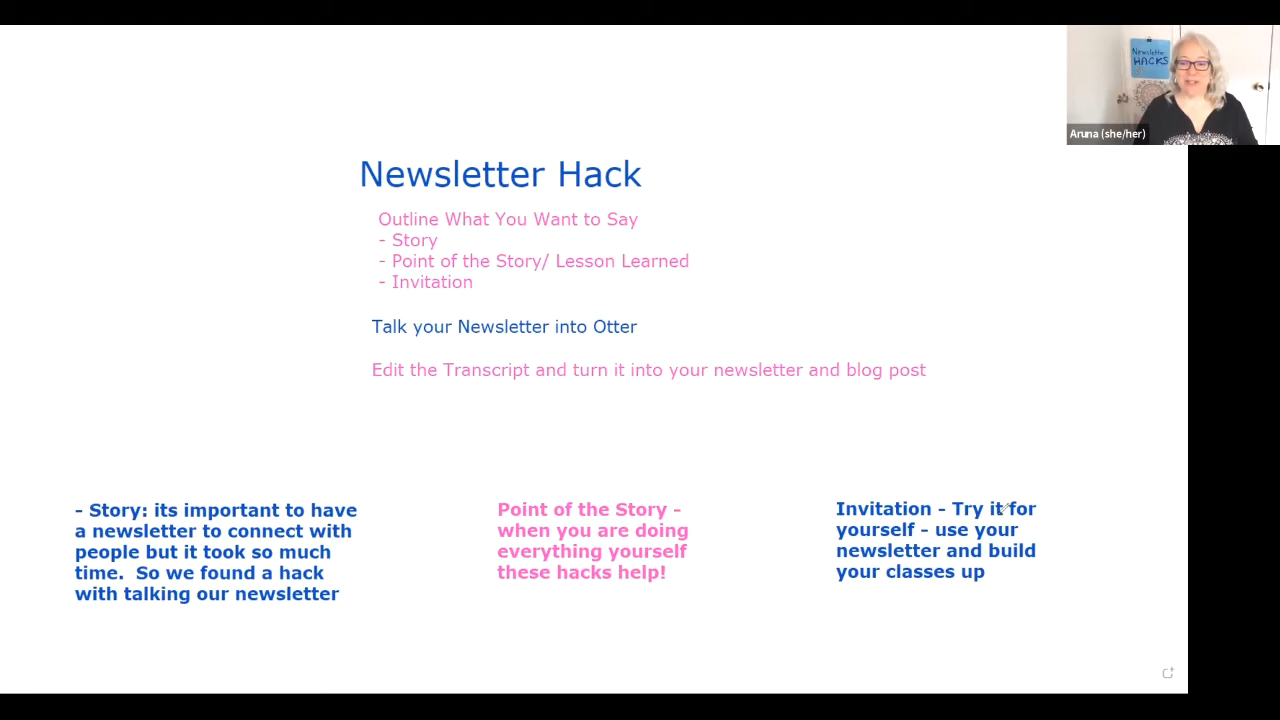 Newsletter
HACKS
Aruna (she/her)
Newsletter Hack
Outline What You Want to Say
- Story
- Point of the Story/ Lesson Learned
- Invitation
Talk your Newsletter into Otter
Edit the Transcript and turn it into your newsletter and blog post
- Story: its important to have
a newsletter to connect with
people but it took so much
time.  So we found a hack
with talking our newsletter
Point of the Story -
when you are doing
everything yourself
these hacks help!
Invitation - Try it for
yourself - use your
newsletter and build
your classes up